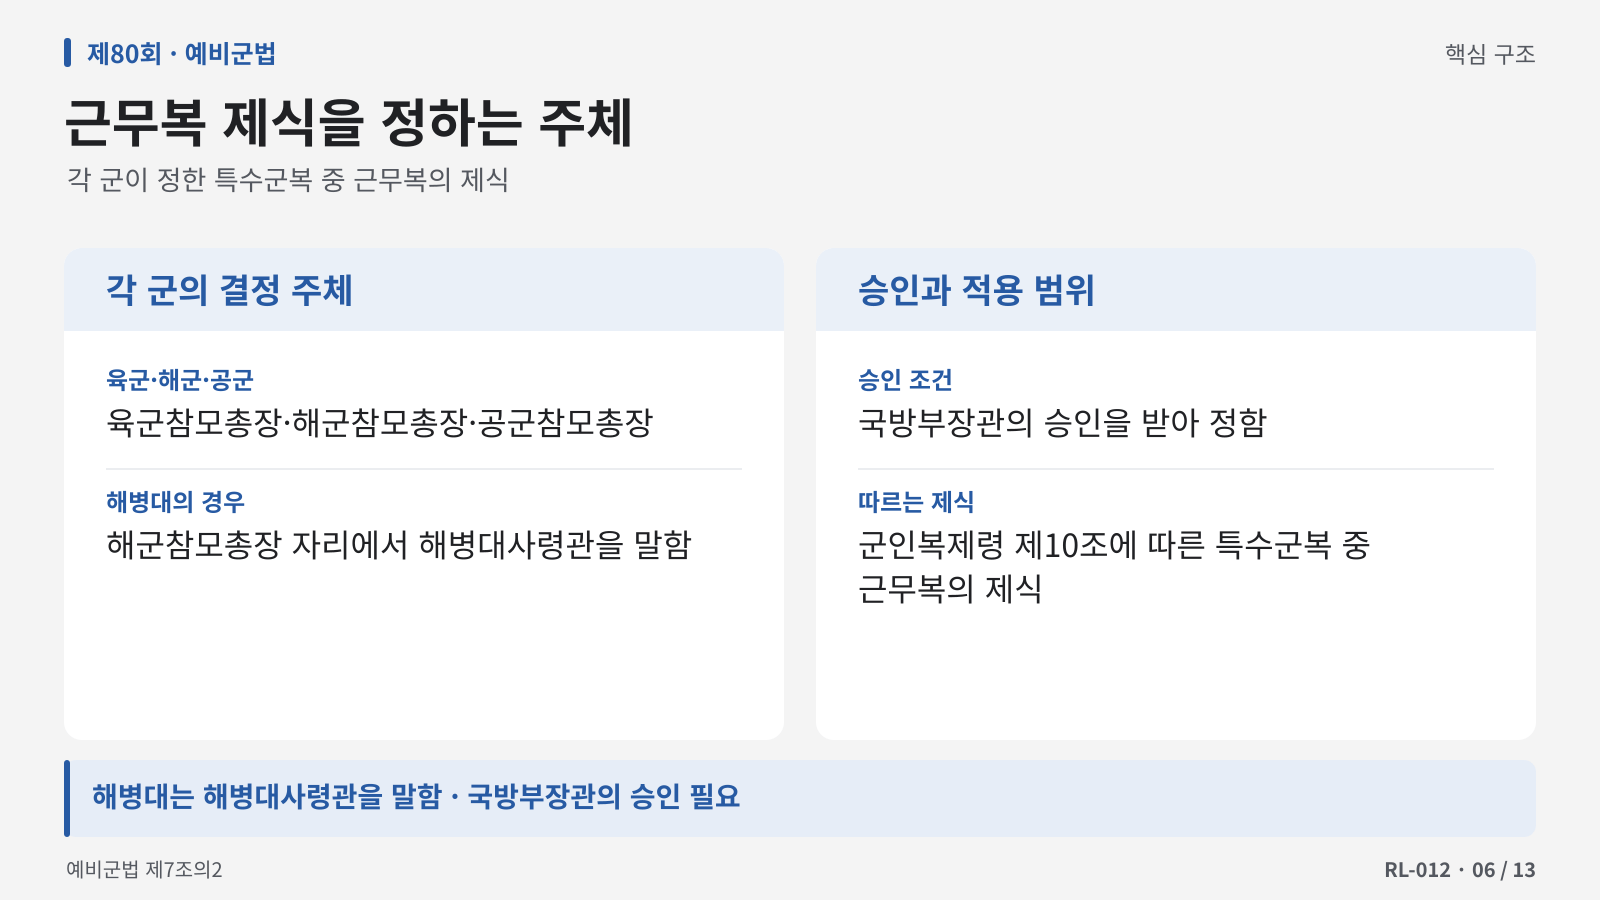 제80회 · 예비군법
핵심 구조
근무복 제식을 정하는 주체
각 군이 정한 특수군복 중 근무복의 제식
각 군의 결정 주체
육군·해군·공군
육군참모총장·해군참모총장·공군참모총장
해병대의 경우
해군참모총장 자리에서 해병대사령관을 말함
승인과 적용 범위
승인 조건
국방부장관의 승인을 받아 정함
따르는 제식
군인복제령 제10조에 따른 특수군복 중
근무복의 제식
해병대는 해병대사령관을 말함 · 국방부장관의 승인 필요
예비군법 제7조의2
RL-012 · 06 / 13